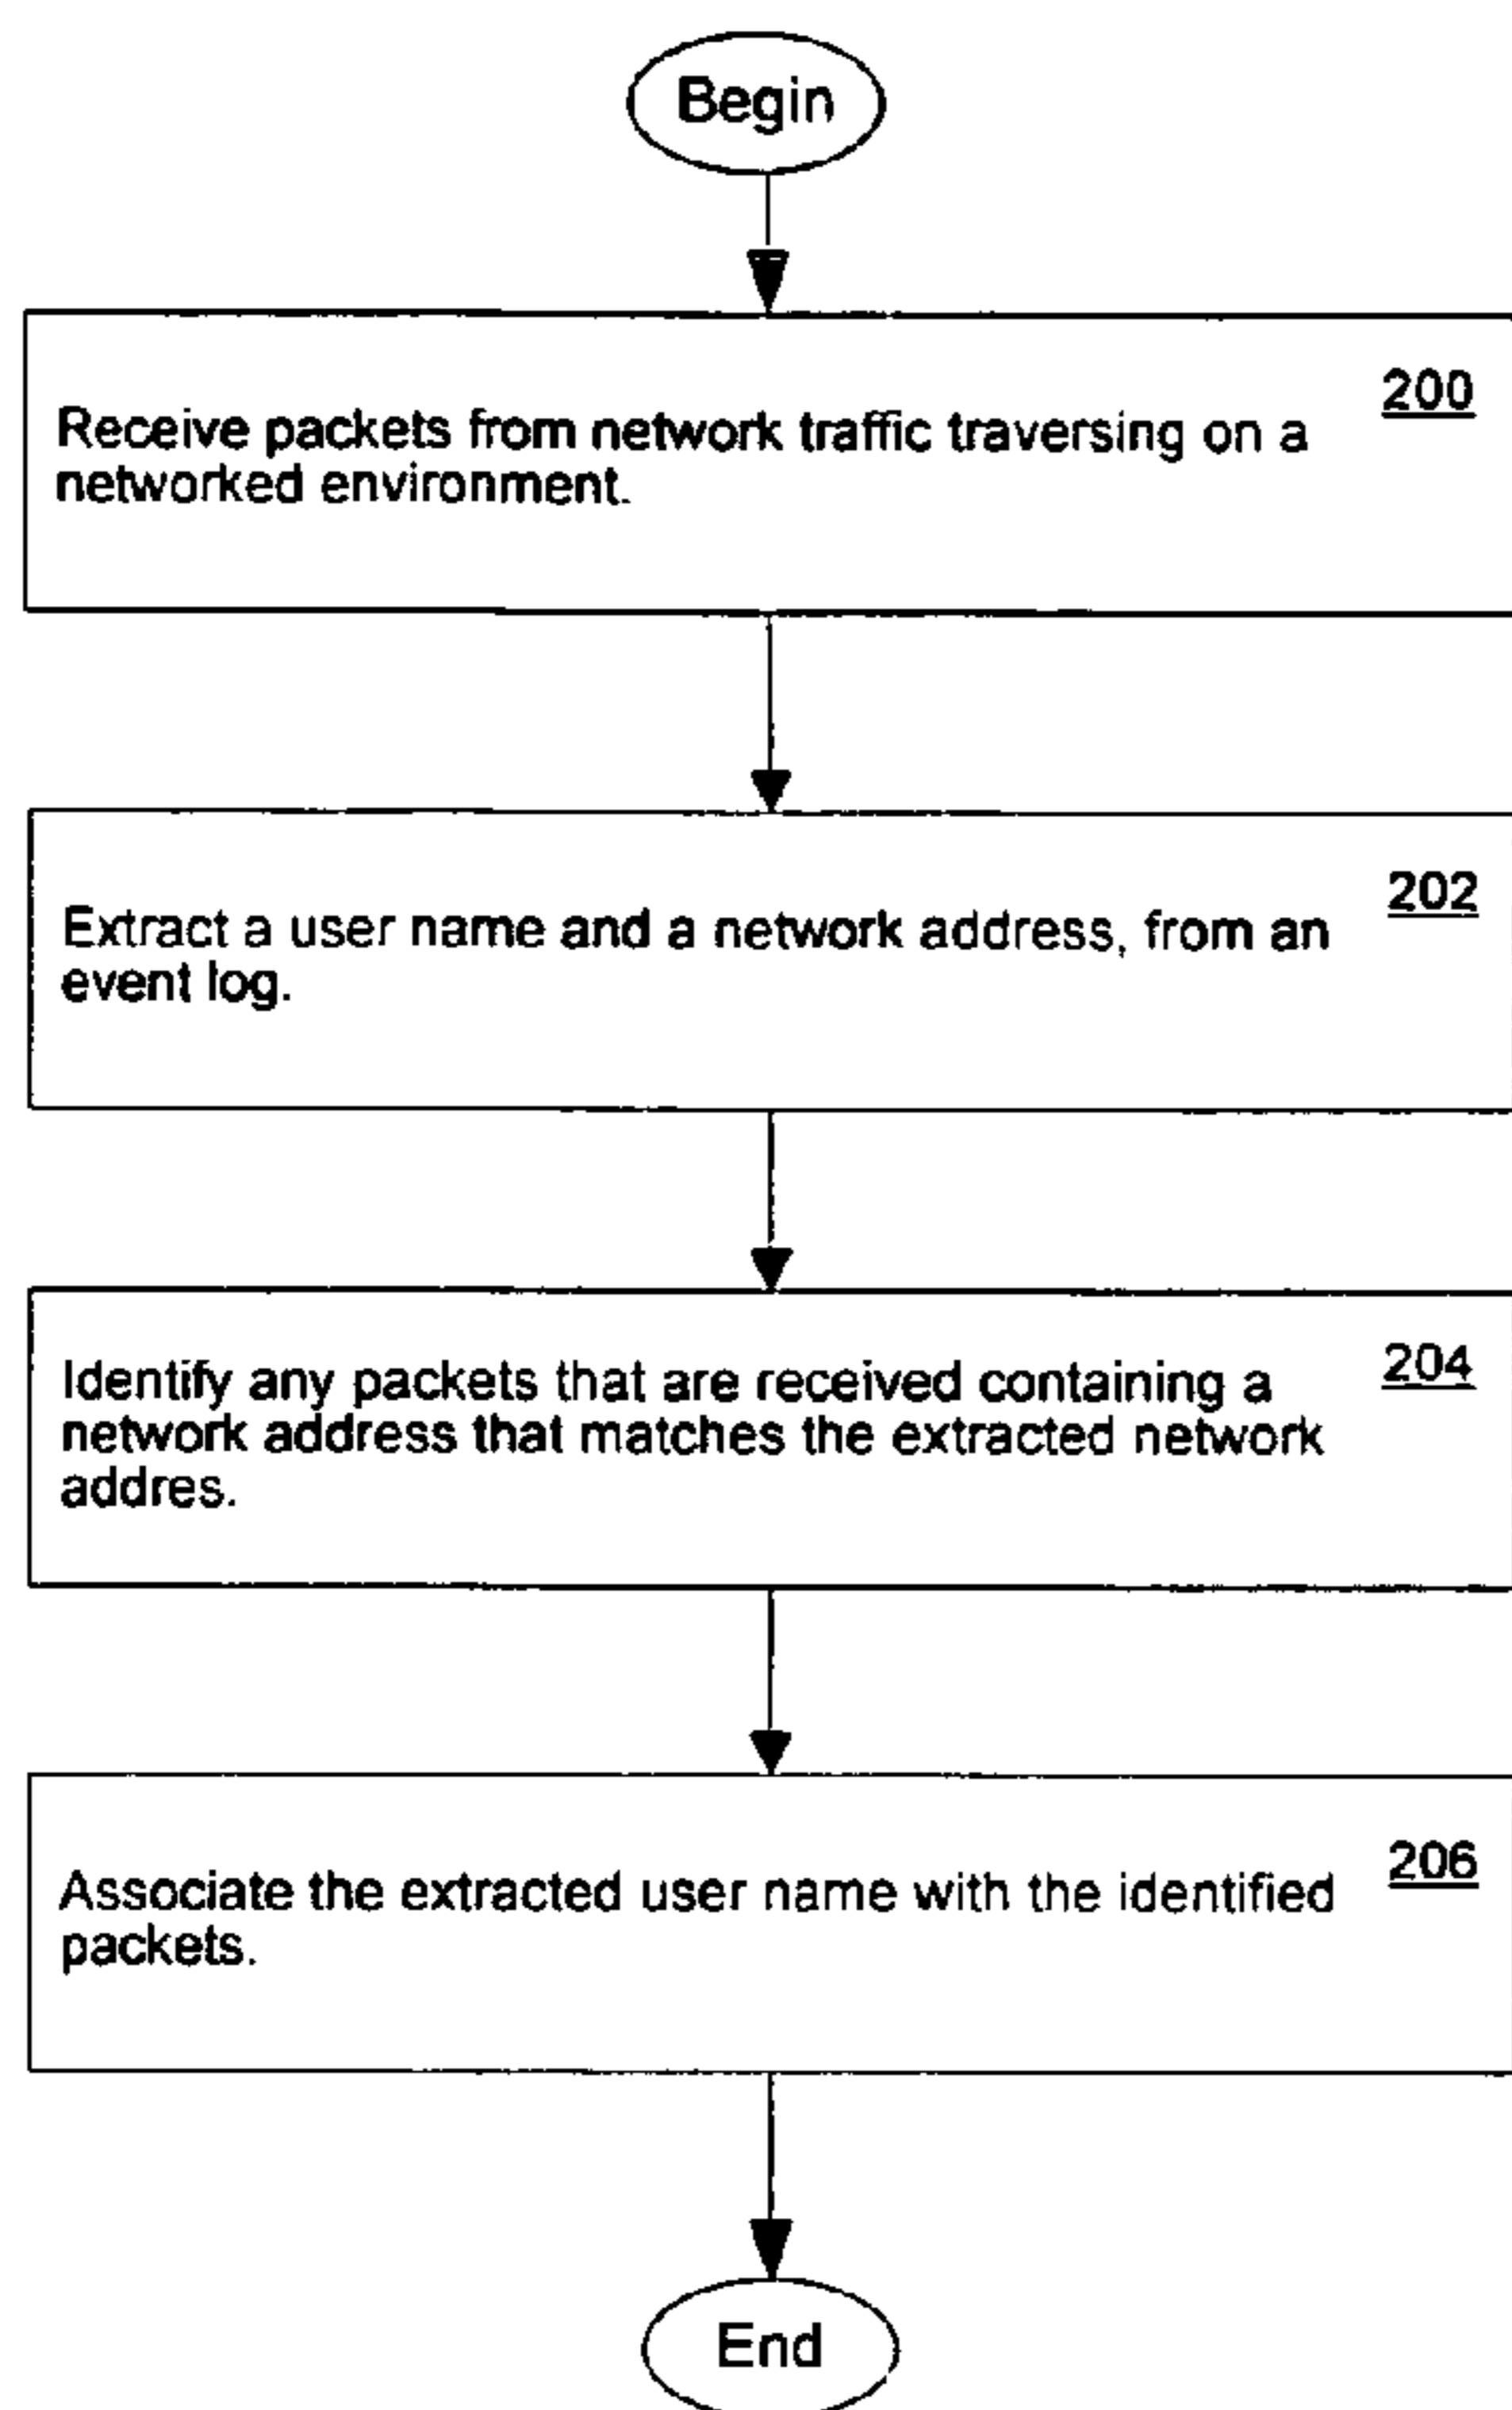 Begin
200
Receive packets from network traffic traversing on a
networked environment.
202
Extract a user name and a network address, from an
event log.
204
Identify any packets that are received containing a
network address that matches the extracted network
addres.
206
Associate the extracted user name with the identified
packets.
End